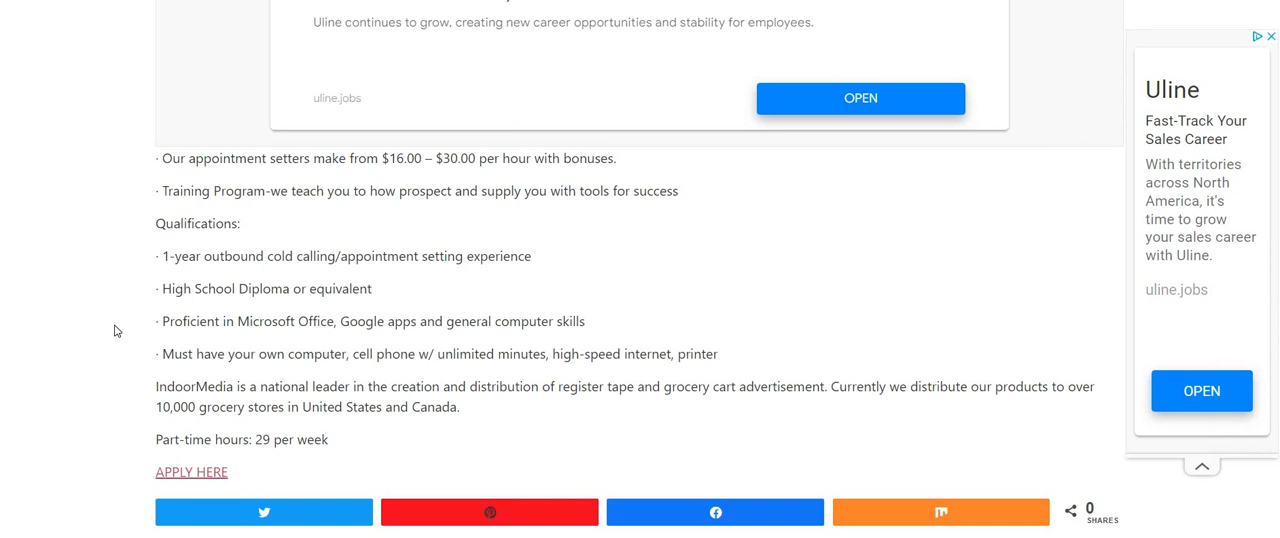 Uline continues to grow, creating new career opportunities and stability for employees.
uline.jobs
OPEN
· Our appointment setters make from $16.00 – $30.00 per hour with bonuses.
· Training Program-we teach you to how prospect and supply you with tools for success
Qualifications:
· 1-year outbound cold calling/appointment setting experience
· High School Diploma or equivalent
· Proficient in Microsoft Office, Google apps and general computer skills
· Must have your own computer, cell phone w/ unlimited minutes, high-speed internet, printer
IndoorMedia is a national leader in the creation and distribution of register tape and grocery cart advertisement. Currently we distribute our products to over
10,000 grocery stores in United States and Canada.
Part-time hours: 29 per week
APPLY HERE
0
SHARES
Uline
Fast-Track Your
Sales Career
With territories
across North
America, it's
time to grow
your sales career
with Uline.
uline.jobs
OPEN